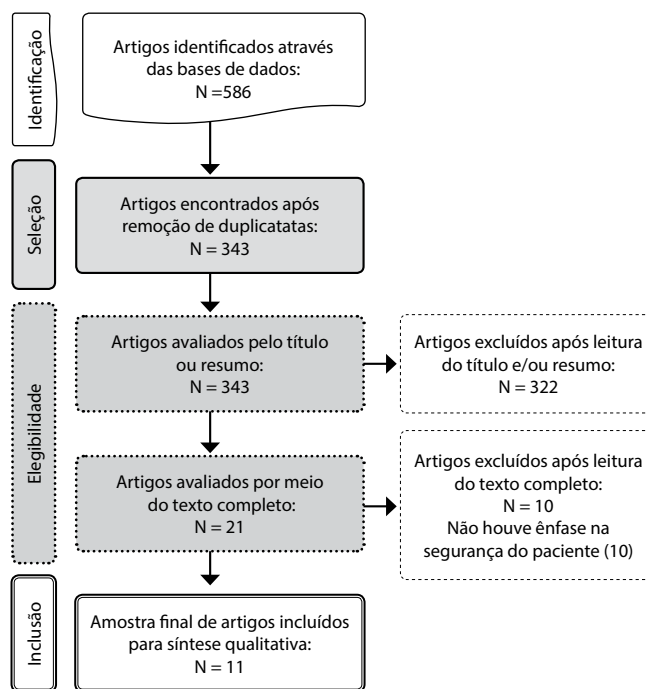 Identificação
Artigos identificados através
das bases de dados:
N =586
Seleção
Artigos encontrados após
remoção de duplicatatas:
N = 343
Elegibilidade
Artigos avaliados pelo título
ou resumo:
N = 343
Artigos excluídos após leitura
do título e/ou resumo:
N = 322
Artigos avaliados por meio
do texto completo:
N = 21
Artigos excluídos após leitura
do texto completo:
N = 10
Não houve ênfase na
segurança do paciente (10)
Inclusão
Amostra final de artigos incluídos
para síntese qualitativa:
N = 11